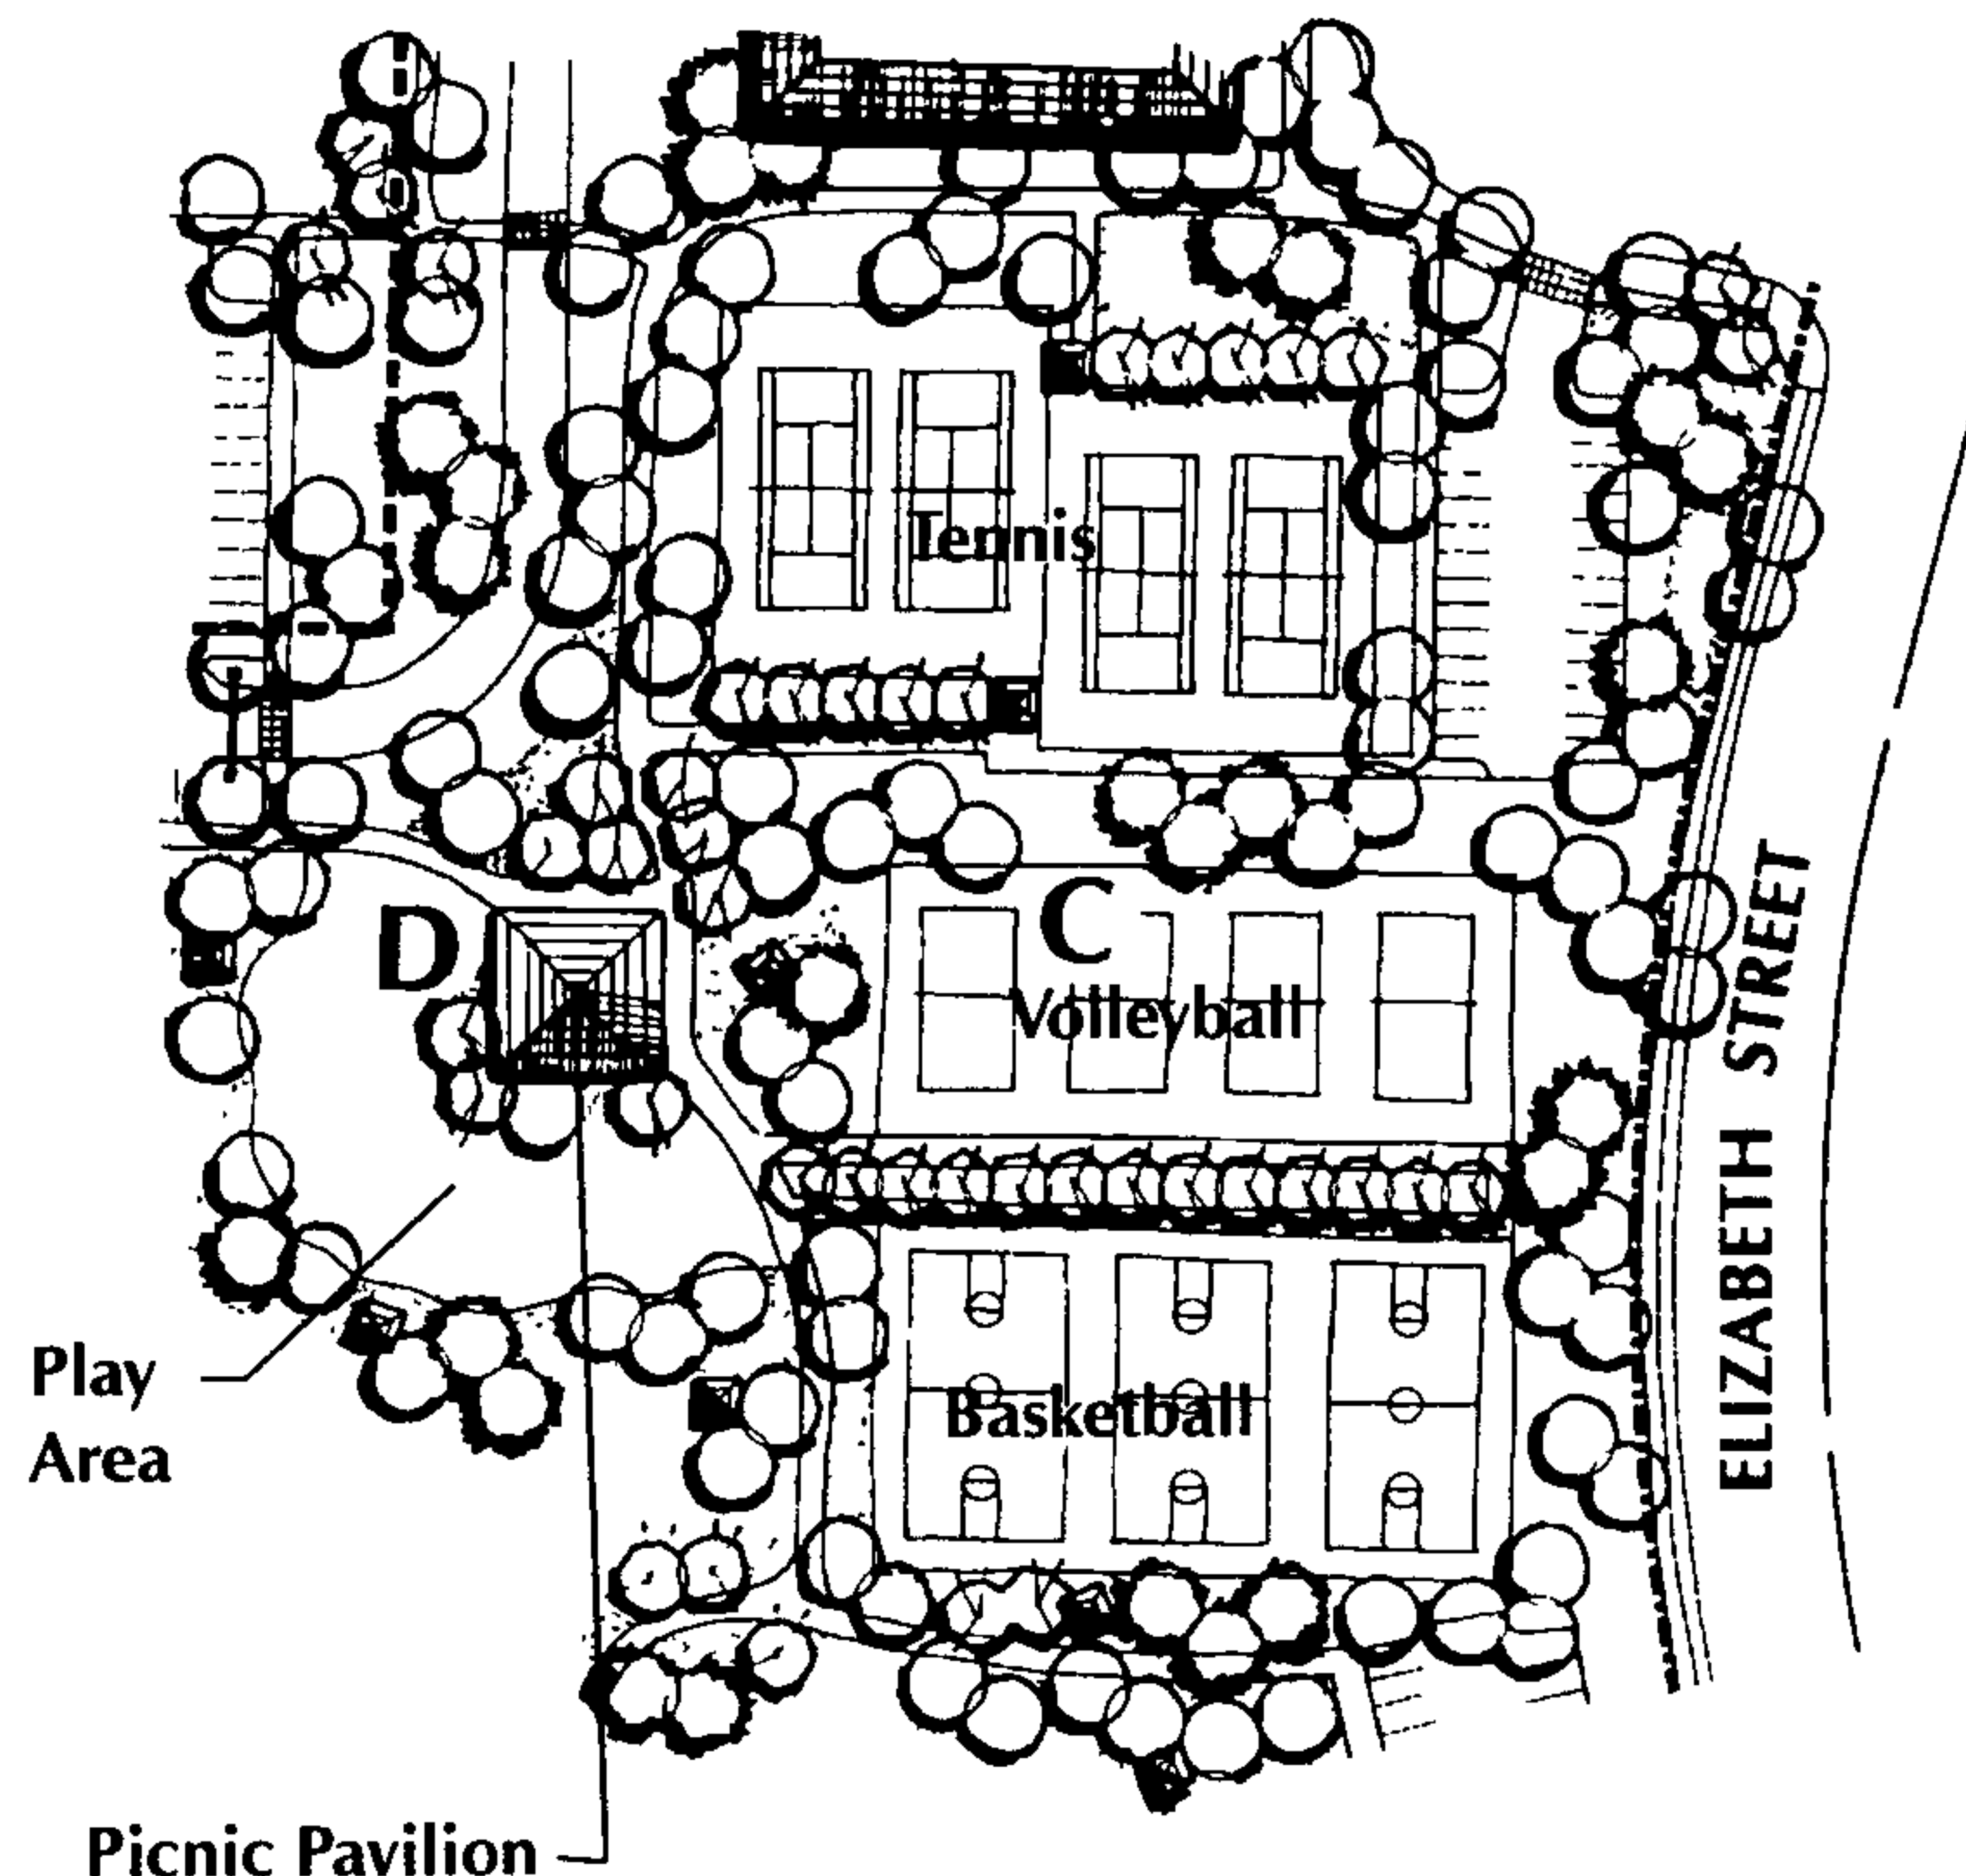 Tennis
D
C
Volleyball
STREET
ELIZABETH
Play
Area
Basketball
Picnic Pavilion